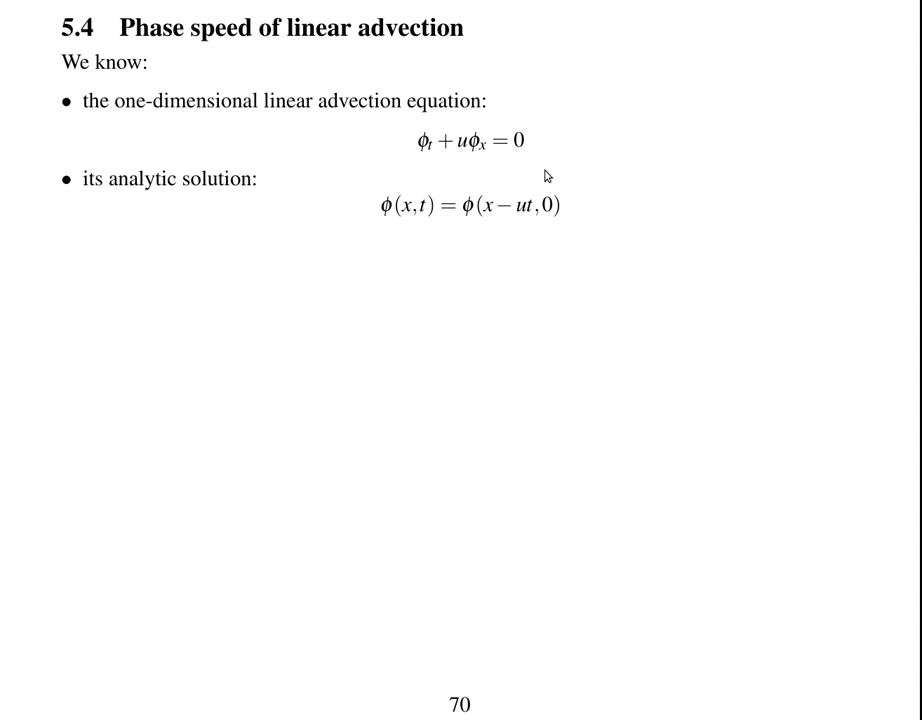 5.4 Phase speed of linear advection
We know:
• the one-dimensional linear advection equation:
ϕₜ + uϕₓ = 0
• its analytic solution:
ϕ(x,t) = ϕ(x − ut,0)
70